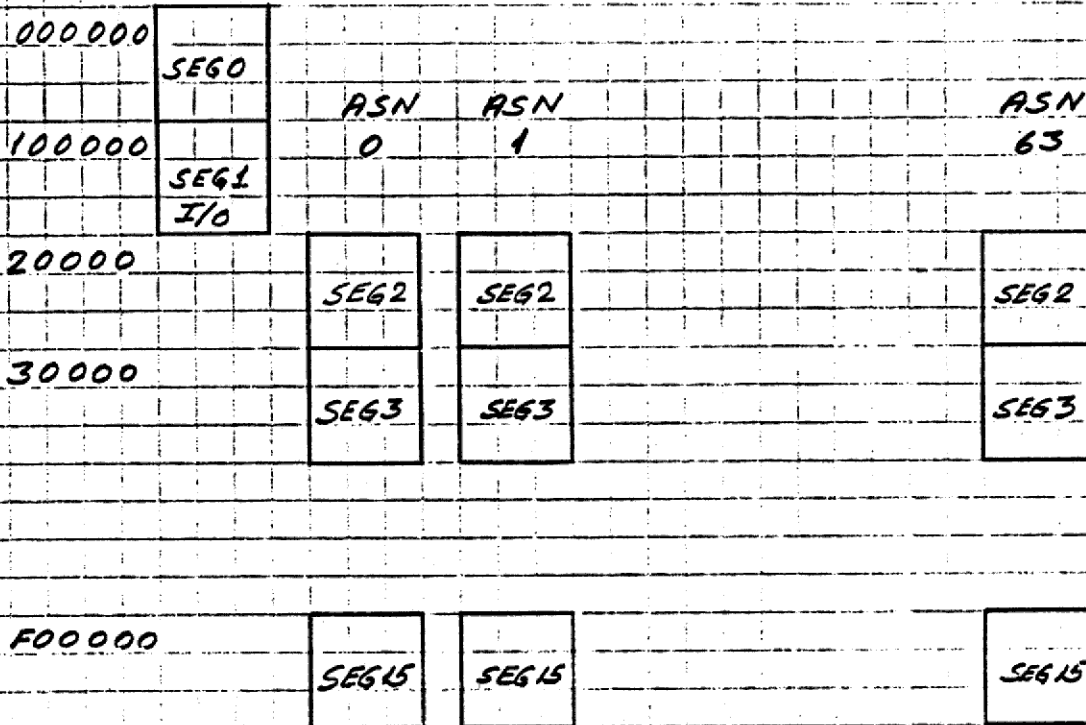 000000
SEG0
ASN ASN ASN
100000 0 1 63
SEG1
I/O
20000
SEG2 SEG2 SEG2
30000
SEG3 SEG3 SEG3
F00000
SEG15 SEG15 SEG15